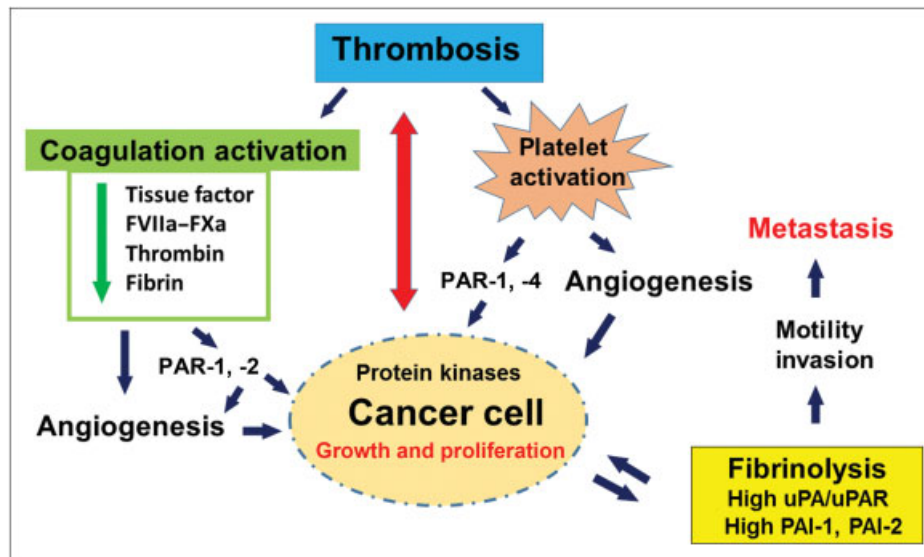 Thrombosis
Coagulation activation
Tissue factor
FVIIa–FXa
Thrombin
Fibrin
Platelet
activation
Metastasis
PAR-1, -4
Angiogenesis
Motility
invasion
PAR-1, -2
Angiogenesis
Protein kinases
Cancer cell
Growth and proliferation
Fibrinolysis
High uPA/uPAR
High PAI-1, PAI-2